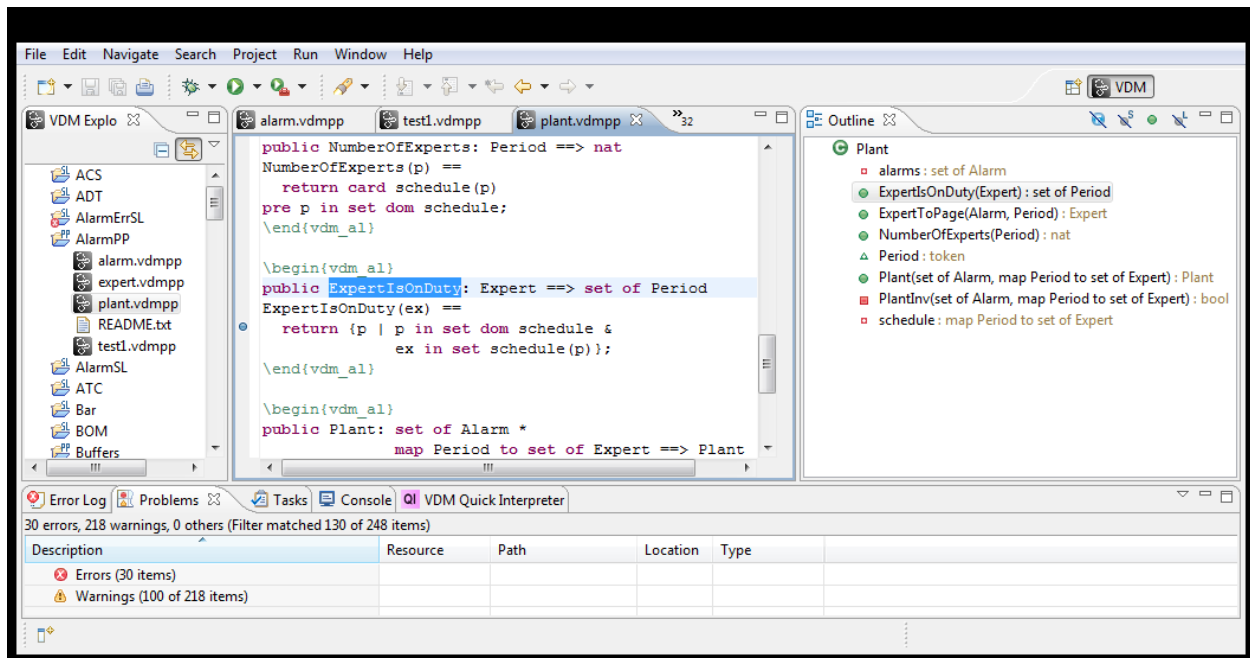 File Edit Navigate Search Project Run Window Help
VDM
VDM Explo
alarm.vdmpp
test1.vdmpp
plant.vdmpp
»32
Outline
ACS
ADT
AlarmErrSL
AlarmPP
alarm.vdmpp
expert.vdmpp
plant.vdmpp
README.txt
test1.vdmpp
AlarmSL
ATC
Bar
BOM
Buffers
public NumberOfExperts: Period ==> nat
NumberOfExperts(p) ==
return card schedule(p)
pre p in set dom schedule;
\end{vdm_al}
\begin{vdm_al}
public ExpertIsOnDuty: Expert ==> set of Period
ExpertIsOnDuty(ex) ==
return {p | p in set dom schedule &
ex in set schedule(p)};
\end{vdm_al}
\begin{vdm_al}
public Plant: set of Alarm *
map Period to set of Expert ==> Plant
Plant
alarms : set of Alarm
ExpertIsOnDuty(Expert) : set of Period
ExpertToPage(Alarm, Period) : Expert
NumberOfExperts(Period) : nat
Period : token
Plant(set of Alarm, map Period to set of Expert) : Plant
PlantInv(set of Alarm, map Period to set of Expert) : bool
schedule : map Period to set of Expert
Error Log
Problems
Tasks
Console
QI VDM Quick Interpreter
30 errors, 218 warnings, 0 others (Filter matched 130 of 248 items)
Description Resource Path Location Type
Errors (30 items)
Warnings (100 of 218 items)